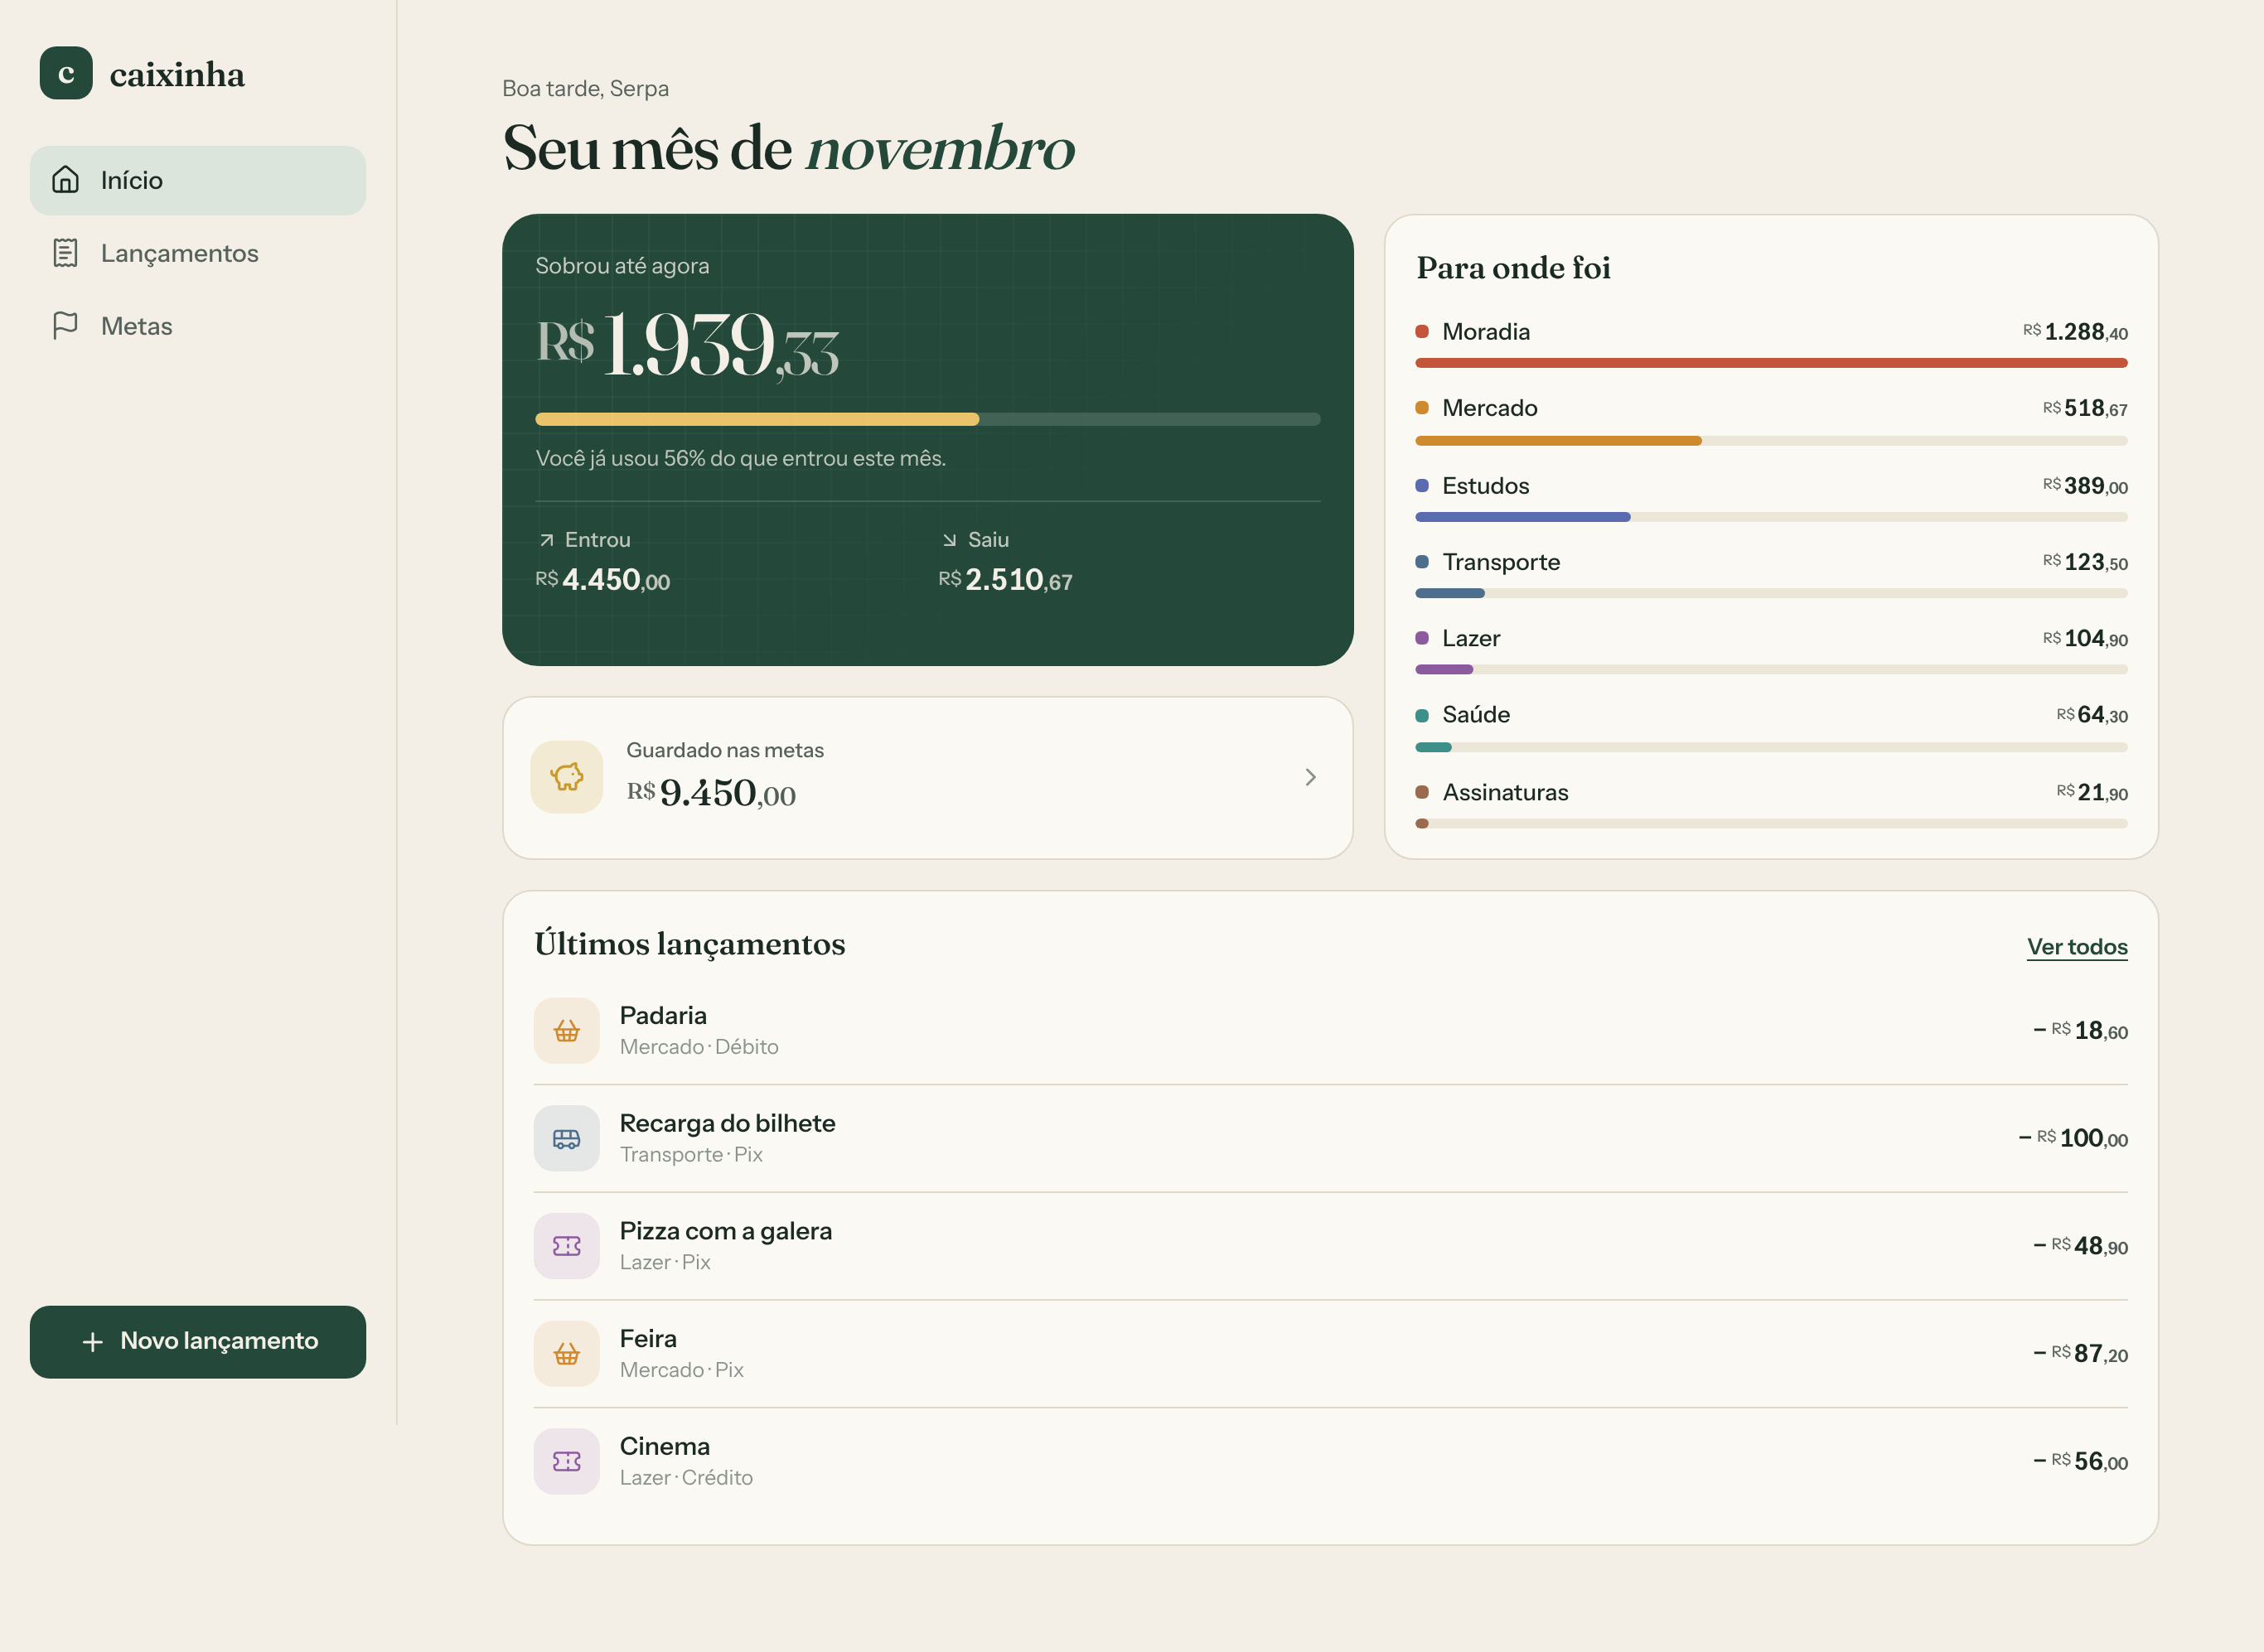 c caixinha
Início
Lançamentos
Metas
Novo lançamento
Boa tarde, Serpa
Seu mês de novembro
Sobrou até agora
R$ 1.939,33
Você já usou 56% do que entrou este mês.
Entrou
R$ 4.450,00
Saiu
R$ 2.510,67
Guardado nas metas
R$ 9.450,00
Para onde foi
Moradia R$ 1.288,40
Mercado R$ 518,67
Estudos R$ 389,00
Transporte R$ 123,50
Lazer R$ 104,90
Saúde R$ 64,30
Assinaturas R$ 21,90
Últimos lançamentos Ver todos
Padaria
Mercado · Débito
– R$ 18,60
Recarga do bilhete
Transporte · Pix
– R$ 100,00
Pizza com a galera
Lazer · Pix
– R$ 48,90
Feira
Mercado · Pix
– R$ 87,20
Cinema
Lazer · Crédito
– R$ 56,00